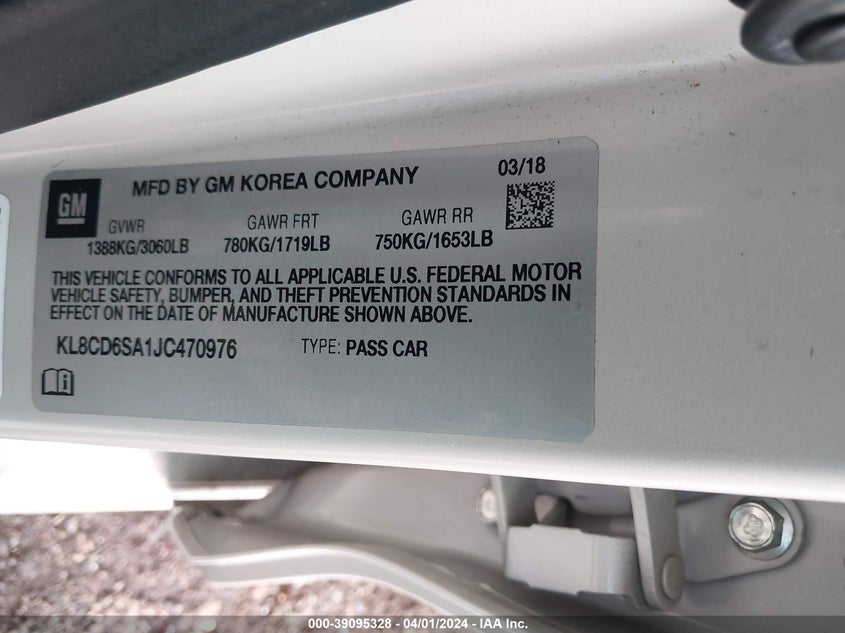 GM
MFD BY GM KOREA COMPANY
03/18
GVWR
1388KG/3060LB
GAWR FRT
780KG/1719LB
GAWR RR
750KG/1653LB
THIS VEHICLE CONFORMS TO ALL APPLICABLE U.S. FEDERAL MOTOR
VEHICLE SAFETY, BUMPER, AND THEFT PREVENTION STANDARDS IN
EFFECT ON THE DATE OF MANUFACTURE SHOWN ABOVE.
KL8CD6SA1JC470976
TYPE: PASS CAR
000-39095328 - 04/01/2024 - IAA Inc.